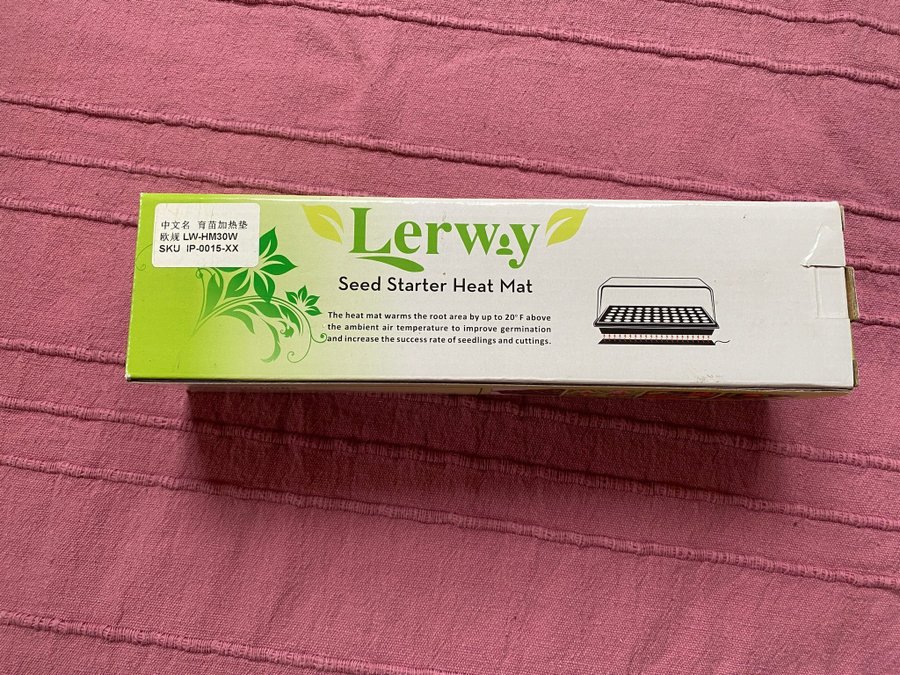 中文名 育苗加热垫
欧规 LW-HM30W
SKU IP-0015-XX
Lerway
Seed Starter Heat Mat
The heat mat warms the root area by up to 20° F above
the ambient air temperature to improve germination
and increase the success rate of seedlings and cuttings.